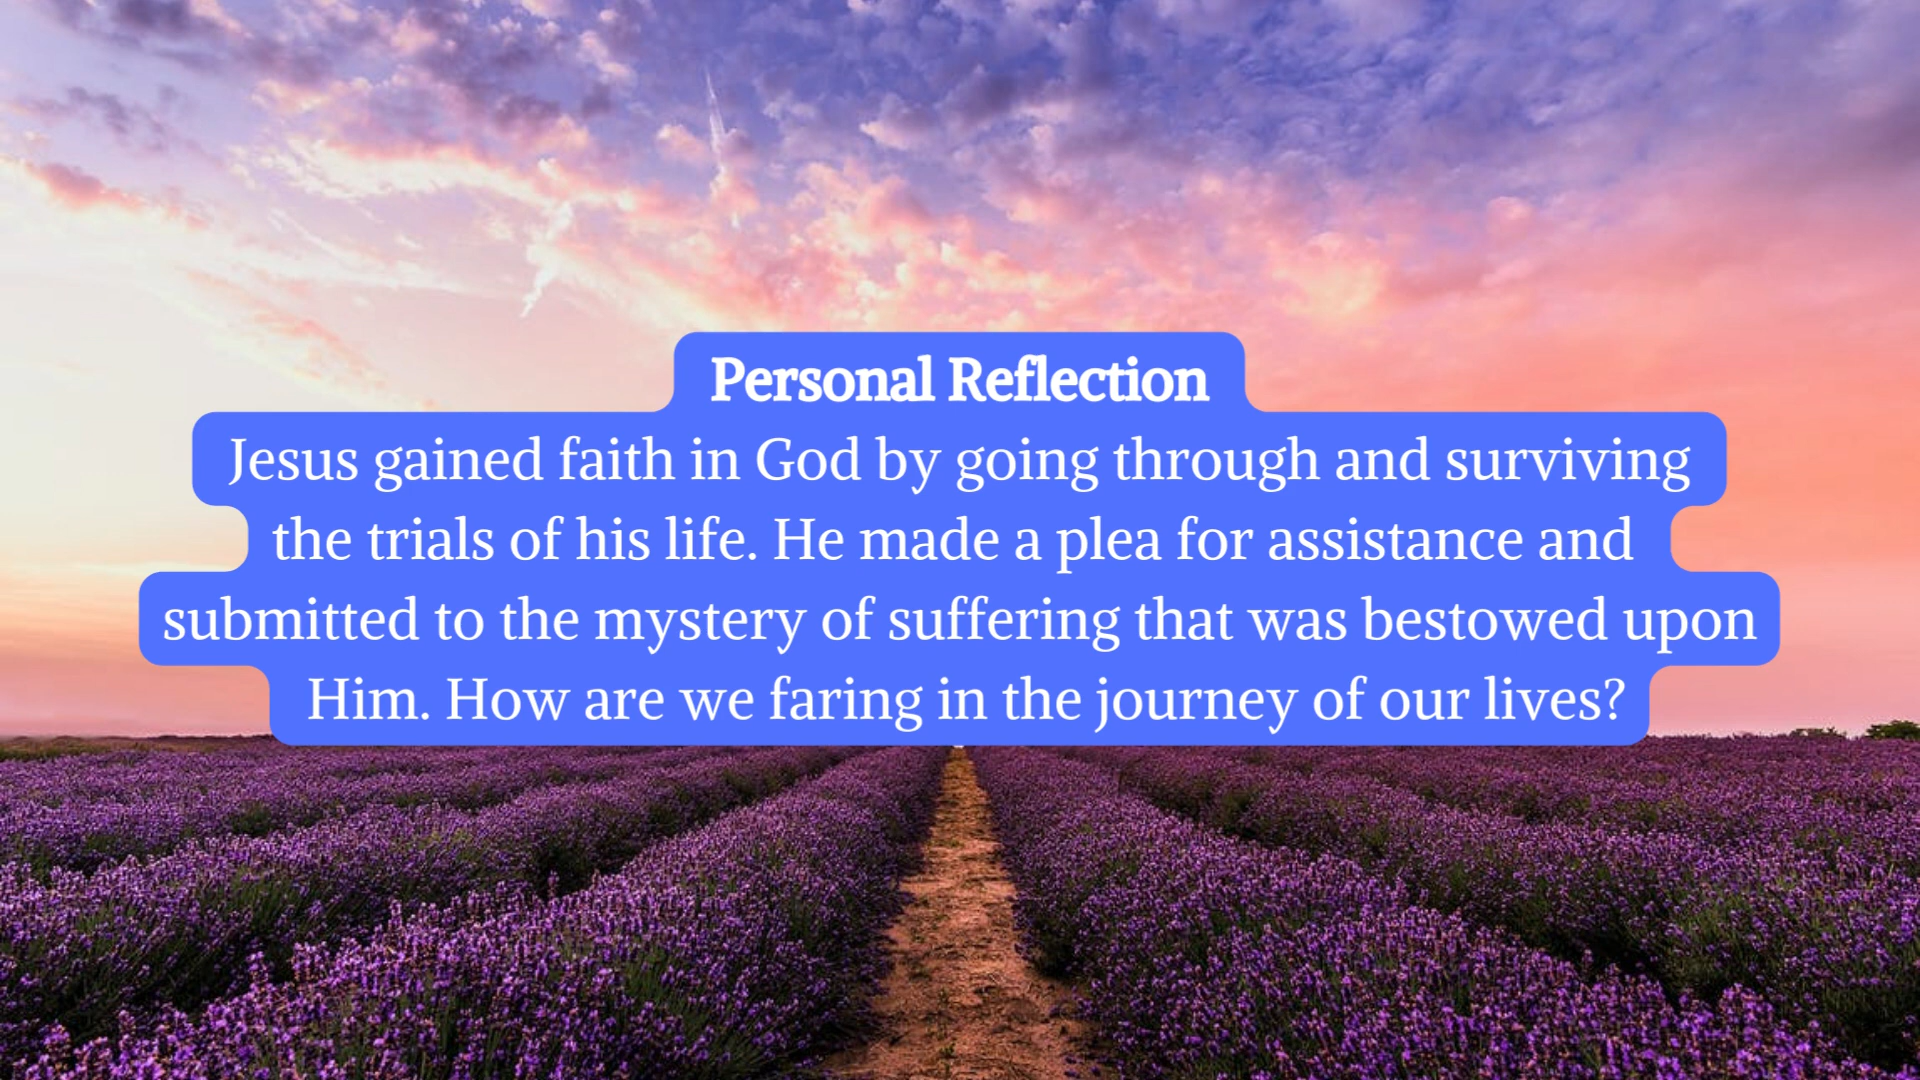 Personal Reflection
Jesus gained faith in God by going through and surviving
the trials of his life. He made a plea for assistance and
submitted to the mystery of suffering that was bestowed upon
Him. How are we faring in the journey of our lives?